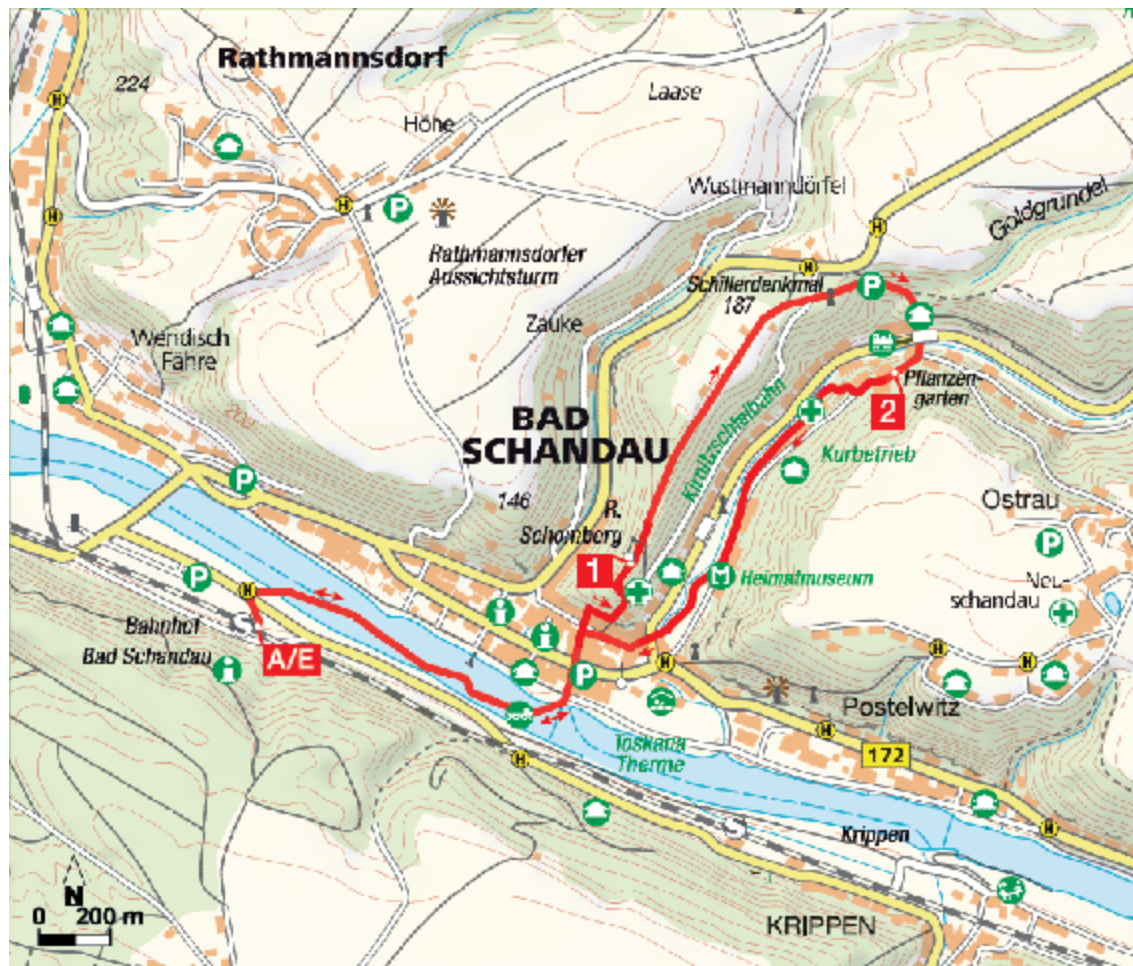 Rathmannsdorf
224
Höhe
Laase
H
H
H
P
Rathmannsdorfer
Aussichtsturm
Wustmanndörfel
Goldgrundel
H
H
Schillerdenkmal
187
P
Wendisch
Fähre
Zauke
BAD
SCHANDAU
Kirnitzschtalbahn
Pflanzen-
garten
2
Kurbetrieb
P
146
R.
Schomberg
1
Ostrau
P
P
H
Heimatmuseum
M
Neu-
schandau
Bahnhof
Bad Schandau
S
A/E
i
i
i
P
H
H
H
Postelwitz
Toskana
Therme
172
H
H
S
Krippen
H
N
0 200 m
KRIPPEN